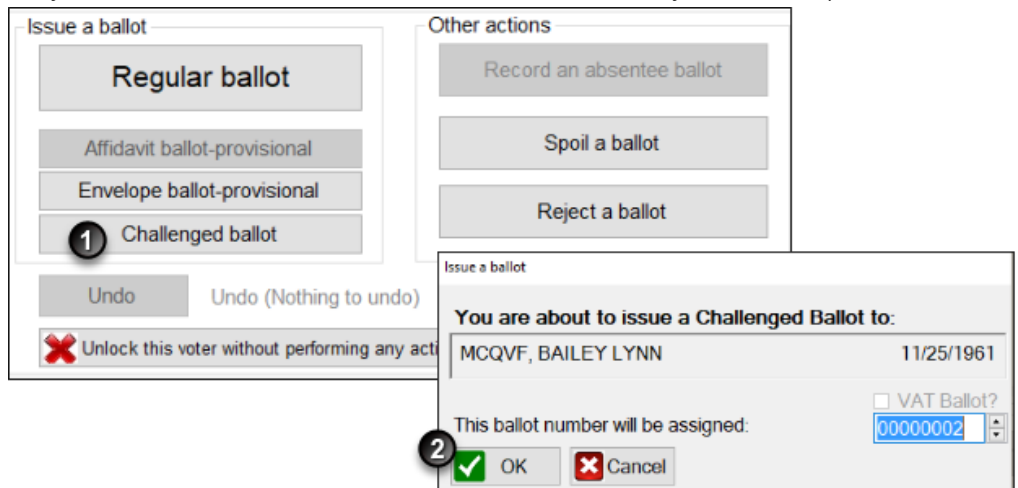 Issue a ballot
Regular ballot
Affidavit ballot-provisional
Envelope ballot-provisional
1 Challenged ballot
Undo Undo (Nothing to undo)
Unlock this voter without performing any acti
Other actions
Record an absentee ballot
Spoil a ballot
Reject a ballot
Issue a ballot
You are about to issue a Challenged Ballot to:
MCQVF, BAILEY LYNN 11/25/1961
VAT Ballot?
This ballot number will be assigned: 00000002
2 OK Cancel